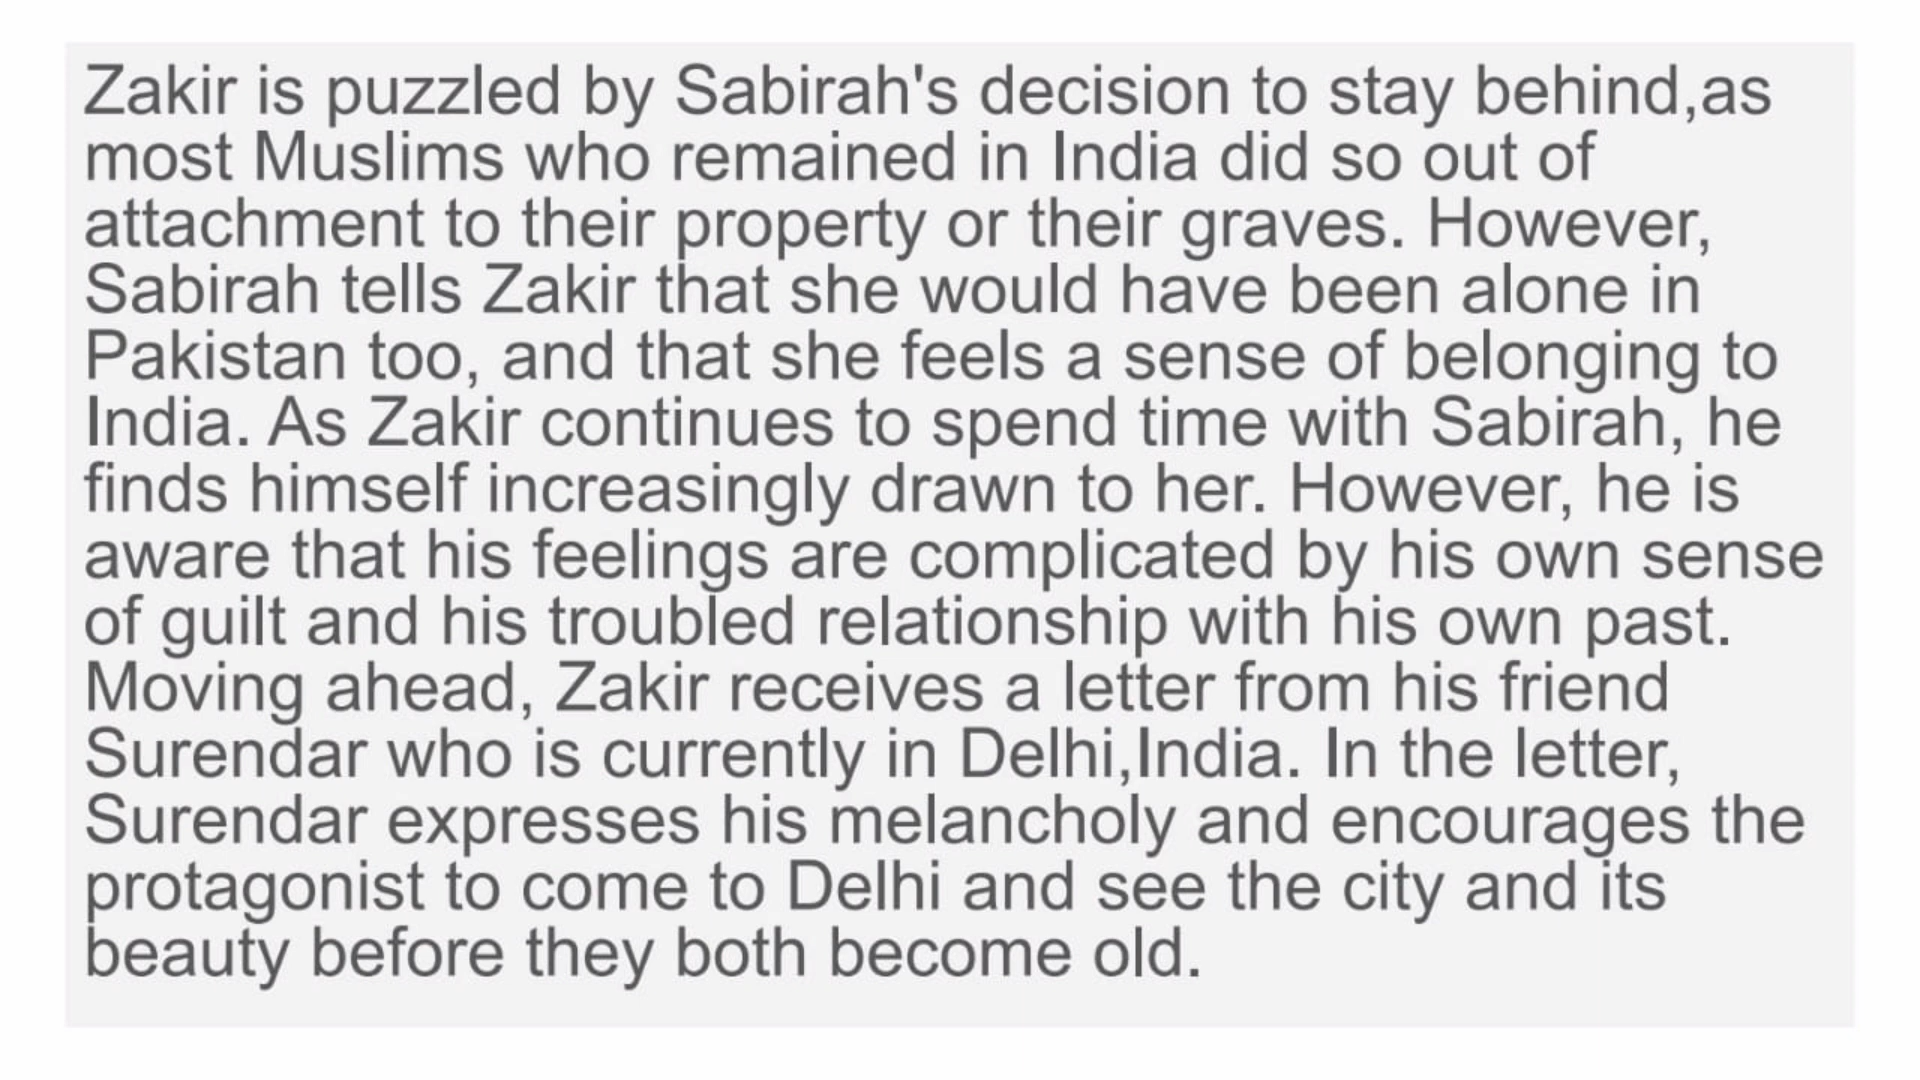 Zakir is puzzled by Sabirah's decision to stay behind,as
most Muslims who remained in India did so out of
attachment to their property or their graves. However,
Sabirah tells Zakir that she would have been alone in
Pakistan too, and that she feels a sense of belonging to
India. As Zakir continues to spend time with Sabirah, he
finds himself increasingly drawn to her. However, he is
aware that his feelings are complicated by his own sense
of guilt and his troubled relationship with his own past.
Moving ahead, Zakir receives a letter from his friend
Surendar who is currently in Delhi,India. In the letter,
Surendar expresses his melancholy and encourages the
protagonist to come to Delhi and see the city and its
beauty before they both become old.